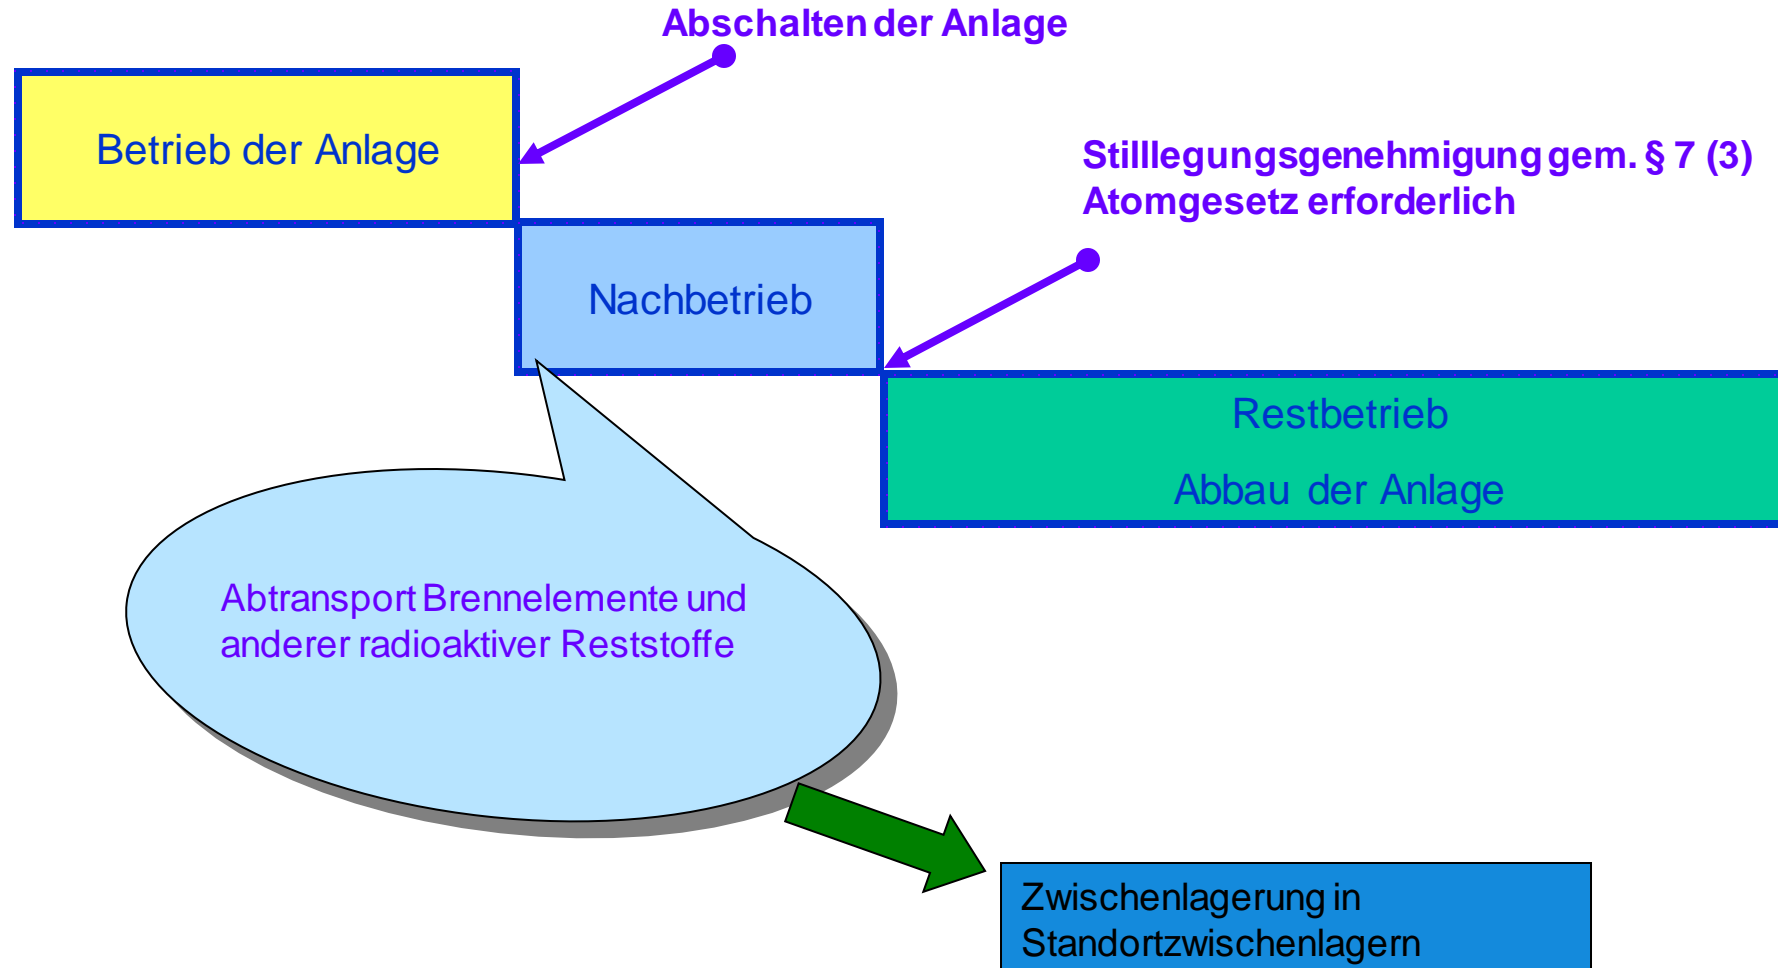 Abschalten der Anlage
Betrieb der Anlage
Stilllegungsgenehmigung gem. § 7 (3)
Atomgesetz erforderlich
Nachbetrieb
Restbetrieb
Abbau der Anlage
Abtransport Brennelemente und
anderer radioaktiver Reststoffe
Zwischenlagerung in
Standortzwischenlagern